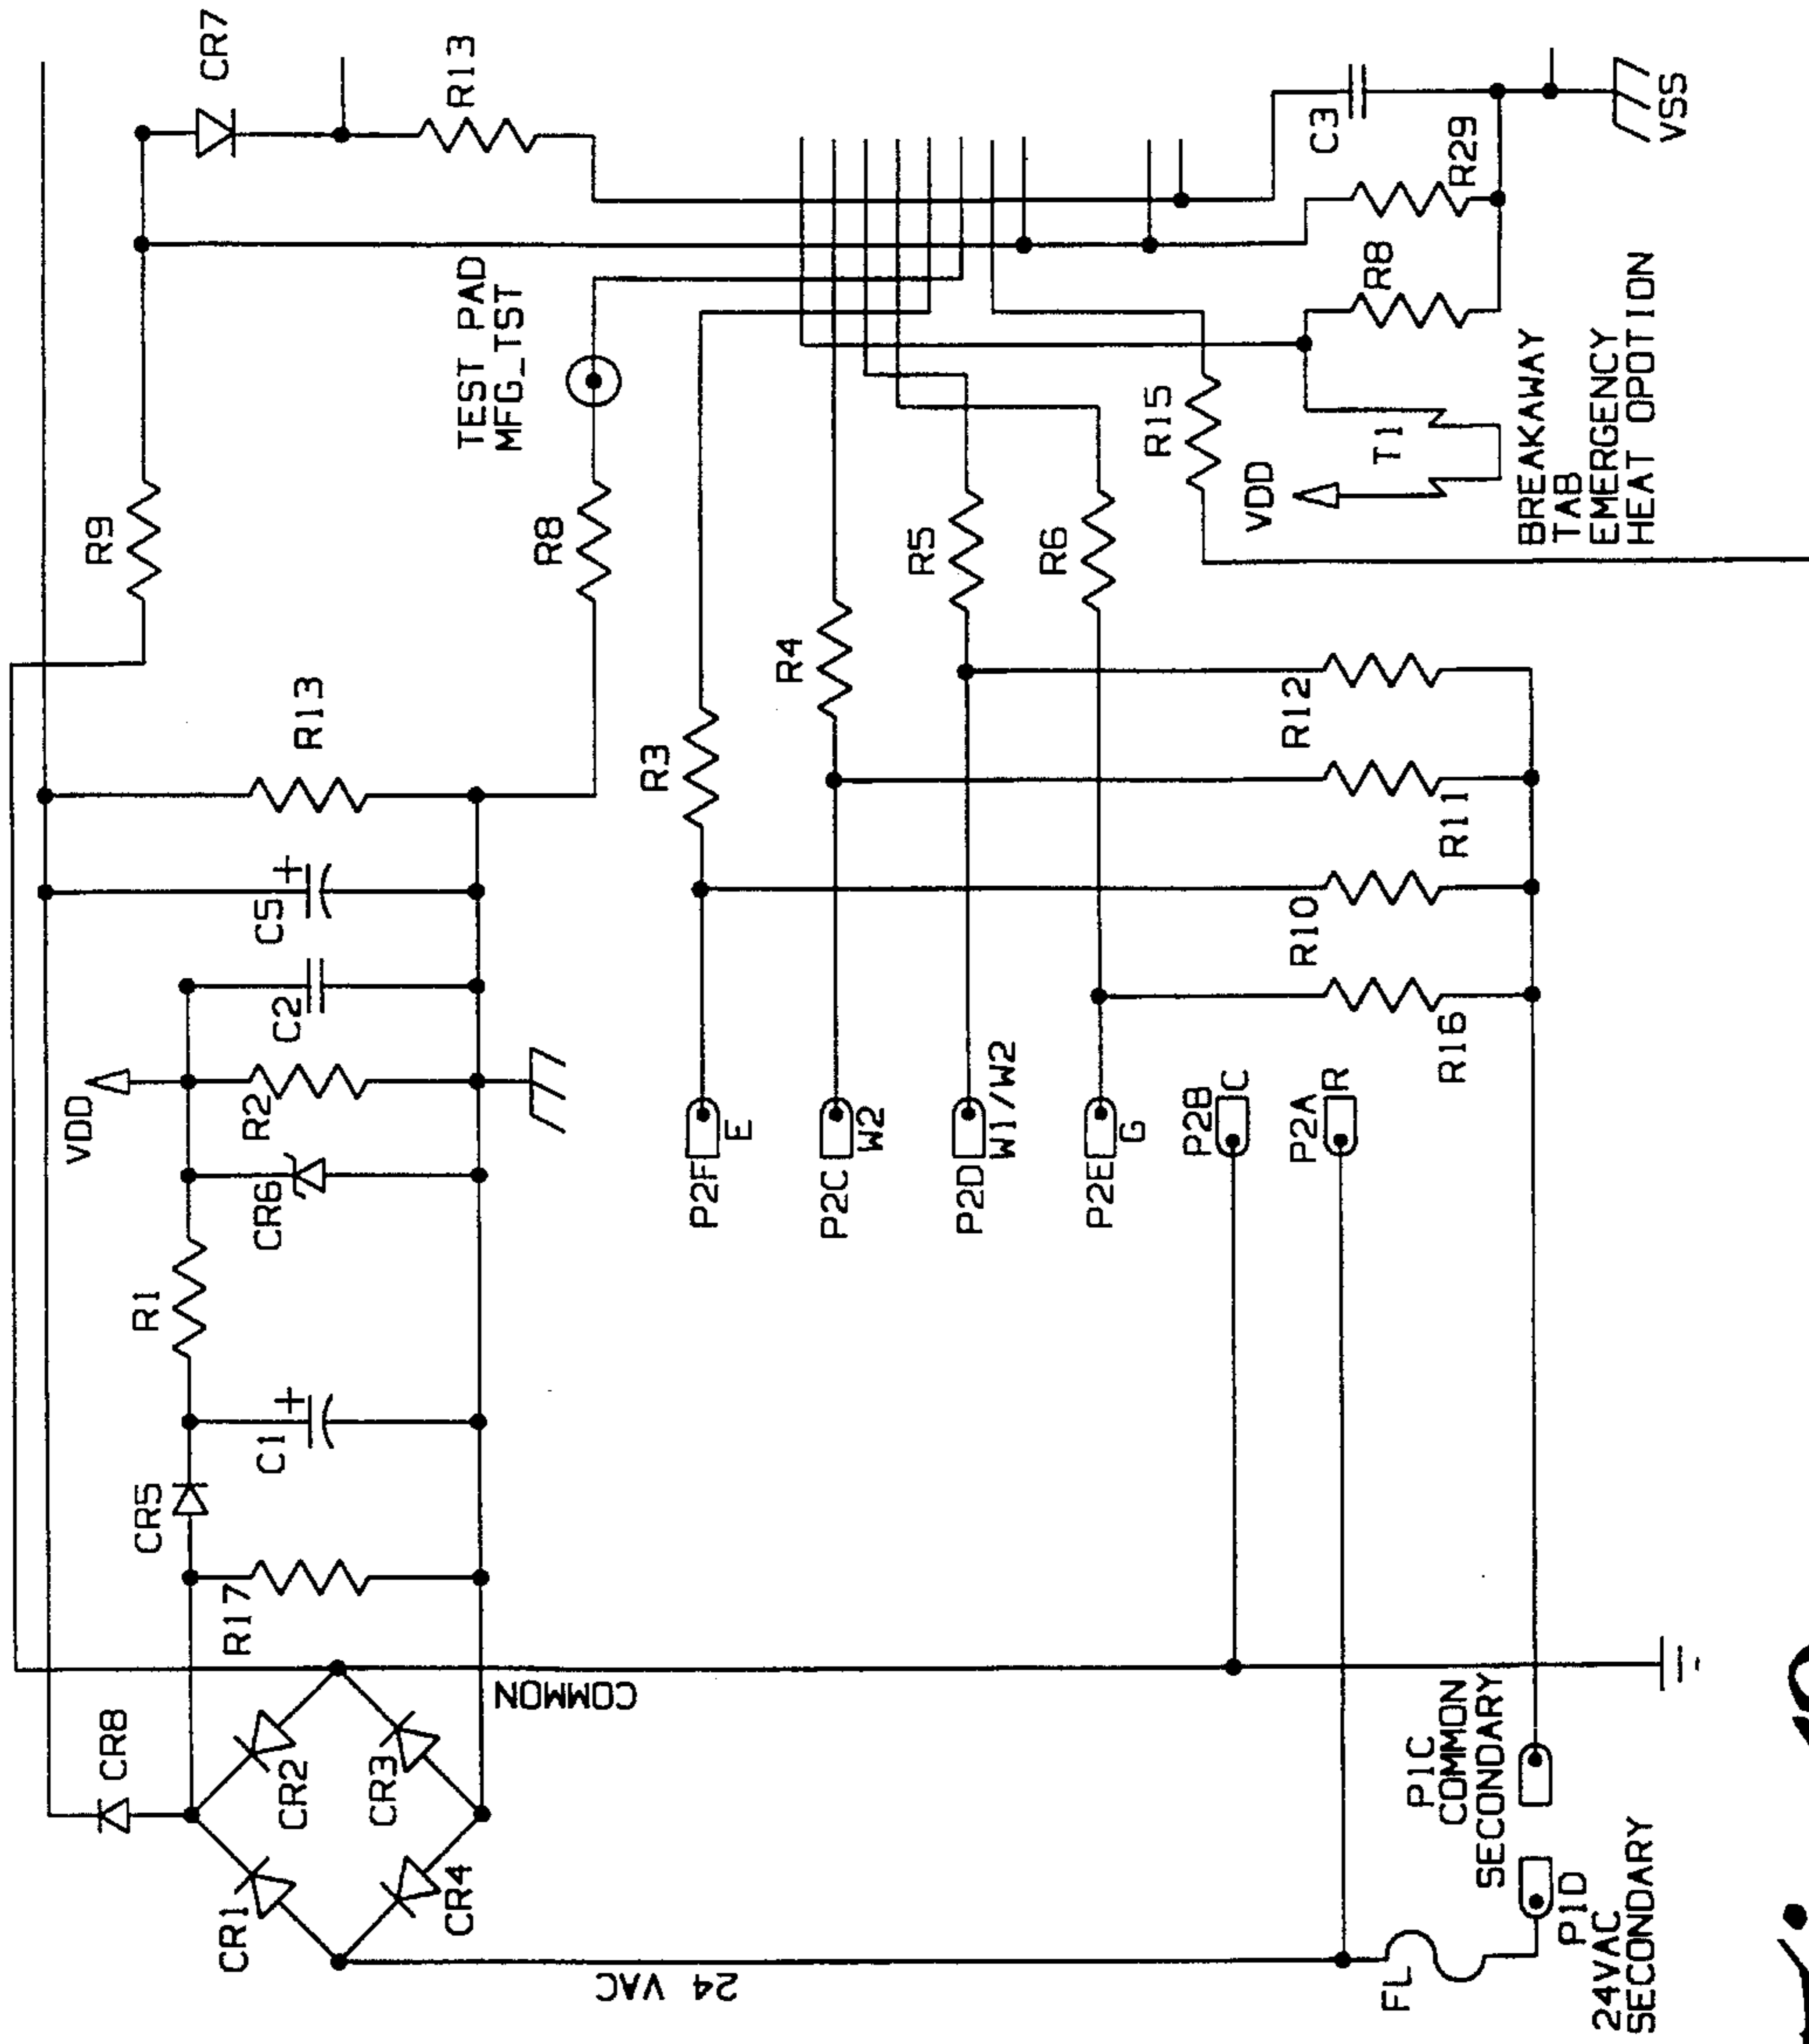 CR7
R13
R9
TEST PAD
MFG_TST
R8
R13
C5
C2
VDD
R2
CR6
R1
C1
CR5
R17
CR8
CR2
CR3
CR1
CR4
COMMON
24 VAC
R3
R4
R5
R6
R15
VDD
T1
R8
R29
C3
VSS
BREAKAWAY
TAB
EMERGENCY
HEAT OPOTION
R12
R11
R10
R16
P2F
E
P2C
W2
P2D
W1/W2
P2E
G
P2B
C
P2A
R
P1C
COMMON
SECONDARY
P1D
24VAC
SECONDARY
FL